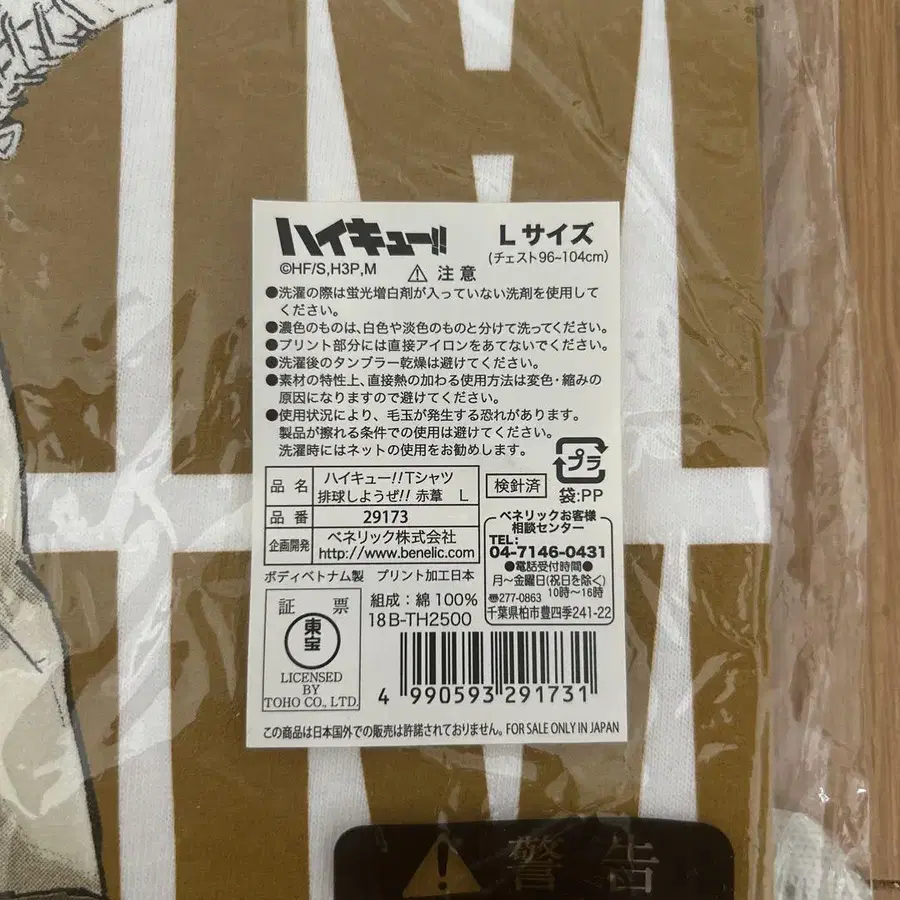 ハイキュー!!
Lサイズ
(チェスト96~104cm)
©HF/S,H3P,M
注意
●洗濯の際は蛍光増白剤が入っていない洗剤を使用して
ください。
●濃色のものは、白色や淡色のものと分けて洗ってください。
●プリント部分には直接アイロンをあてないでください。
●洗濯後のタンブラー乾燥は避けてください。
●素材の特性上、直接熱の加わる使用方法は変色・縮みの
原因になりますので避けてください。
●使用状況により、毛玉が発生する恐れがあります。
製品が擦れる条件での使用は避けてください。
洗濯時にはネットの使用をお勧めします。
プラ
袋:PP
検針済
品名 ハイキュー!!Tシャツ
排球しようぜ!! 赤葦 L
品番 29173
企画開発 ベネリック株式会社
http://www.benelic.com
ベネリックお客様
相談センター
TEL:
04-7146-0431
●電話受付時間●
月~金曜日(祝日を除く)
10時~16時
〠277-0863
千葉県柏市豊四季241-22
ボディベトナム製 プリント加工日本
証票
東宝
LICENSED
BY
TOHO CO., LTD.
組成:綿100%
18B-TH2500
4 990593 291731
この商品は日本国外での販売は許諾されておりません。FOR SALE ONLY IN JAPAN
警告